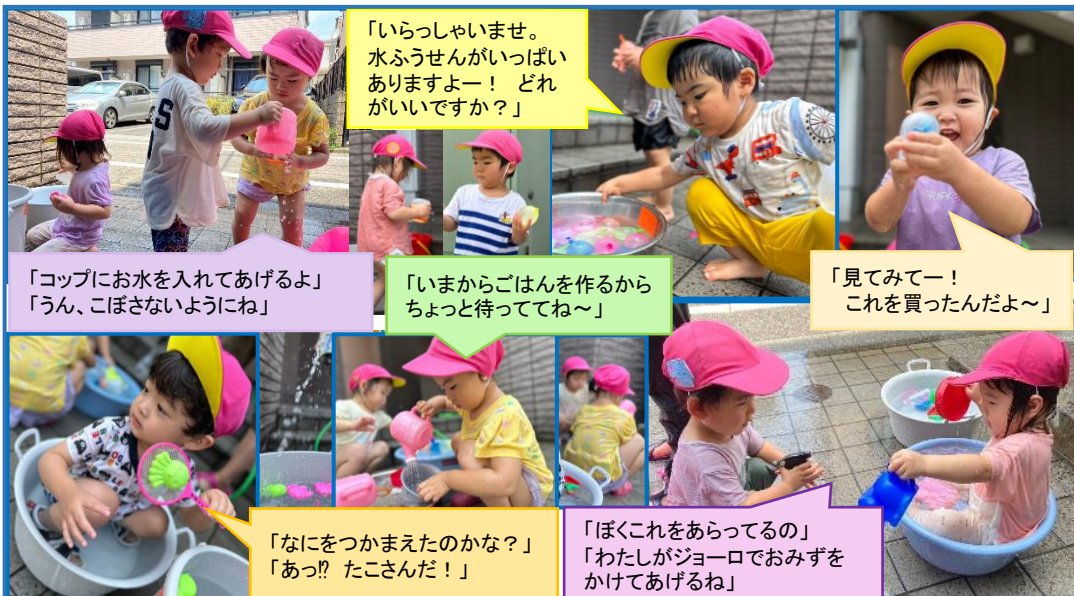 「いらっしゃいませ。
水ふうせんがいっぱい
ありますよー！　どれ
がいいですか？」
「コップにお水を入れてあげるよ」
「うん、こぼさないようにね」
「いまからごはんを作るから
ちょっと待っててね～」
「見てみてー！
これを買ったんだよ～」
「なにをつかまえたのかな？」
「あっ⁉　たこさんだ！」
「ぼくこれをあらってるの」
「わたしがジョーロでおみずを
かけてあげるね」